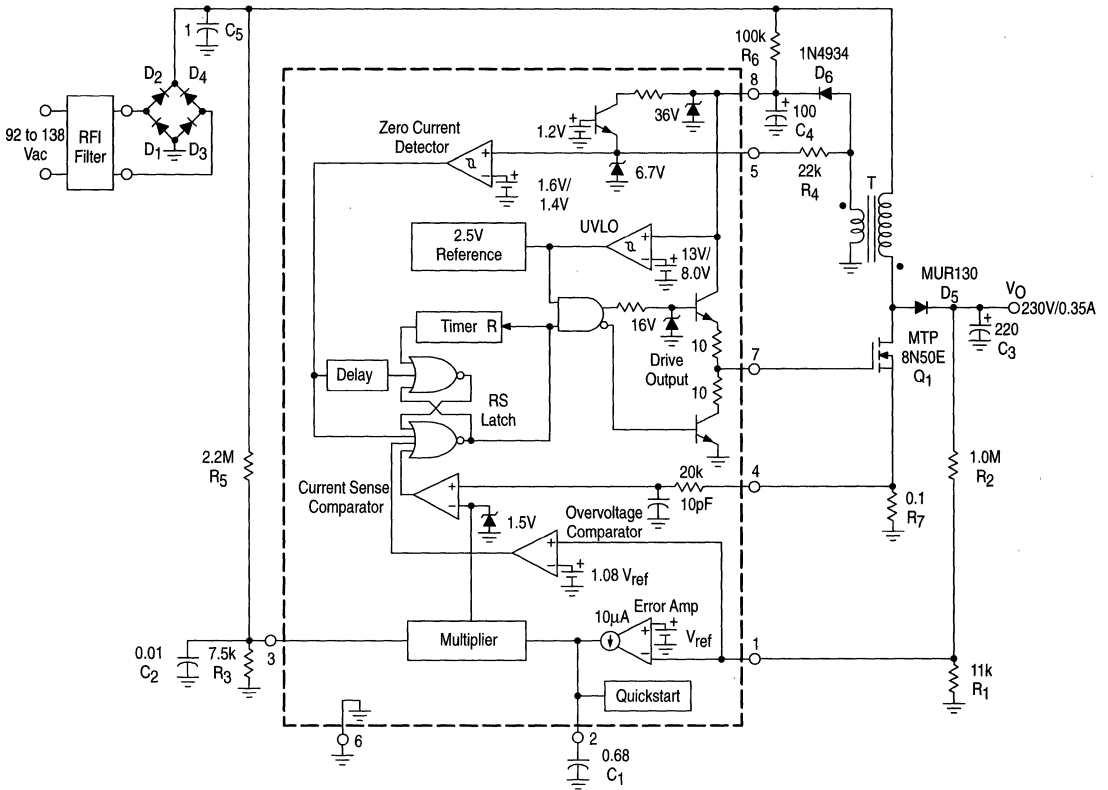 1
C5
100k
R6
1N4934
D6
8
D2
D4
92 to 138
Vac
RFI
Filter
D1
D3
1.2V
36V
+
100
C4
Zero Current
Detector
+
−
1.6V/
1.4V
+
6.7V
5
22k
R4
T
2.5V
Reference
UVLO
+
−
13V/
8.0V
+
MUR130
D5
VO
230V/0.35A
+
220
C3
Timer R
16V
10
Drive
Output
10
7
MTP
8N50E
Q1
Delay
RS
Latch
2.2M
R5
Current Sense
Comparator
+
−
1.5V
20k
10pF
4
0.1
R7
1.0M
R2
Overvoltage
Comparator
+
−
+
1.08 Vref
10μA
Error Amp
+
−
+
Vref
1
Multiplier
3
0.01
C2
7.5k
R3
Quickstart
11k
R1
6
2
0.68
C1